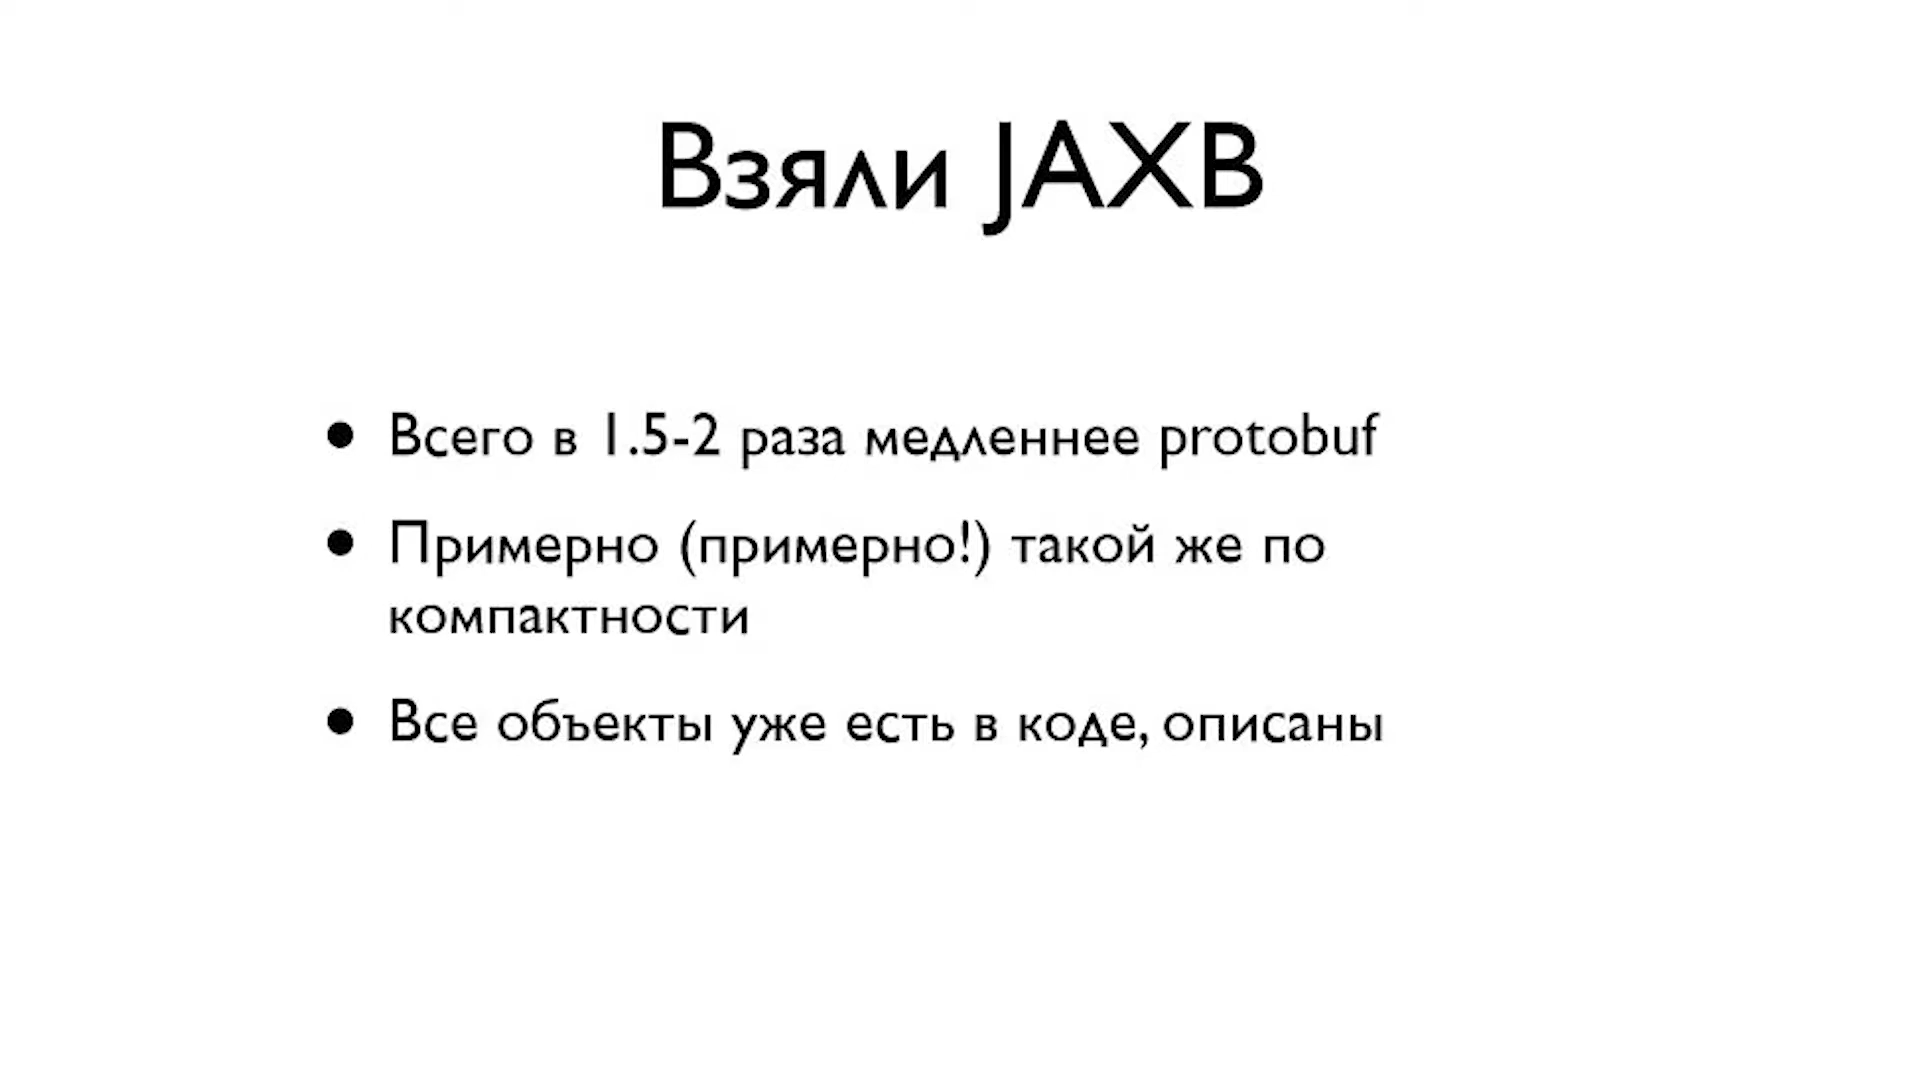 Взяли JAXB
• Всего в 1.5-2 раза медленнее protobuf
• Примерно (примерно!) такой же по
компактности
• Все объекты уже есть в коде, описаны